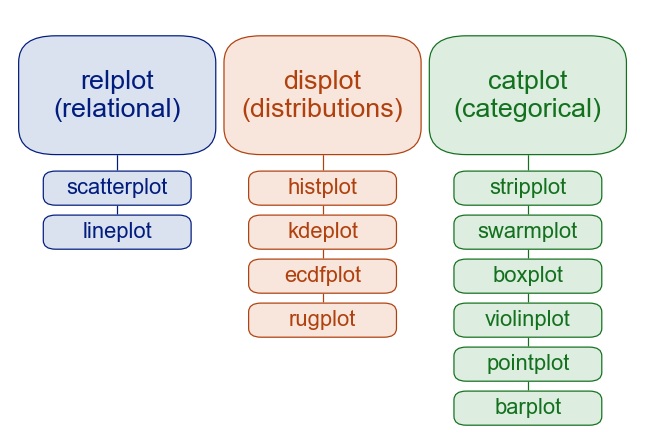 relplot
(relational)
scatterplot
lineplot
displot
(distributions)
histplot
kdeplot
ecdfplot
rugplot
catplot
(categorical)
stripplot
swarmplot
boxplot
violinplot
pointplot
barplot